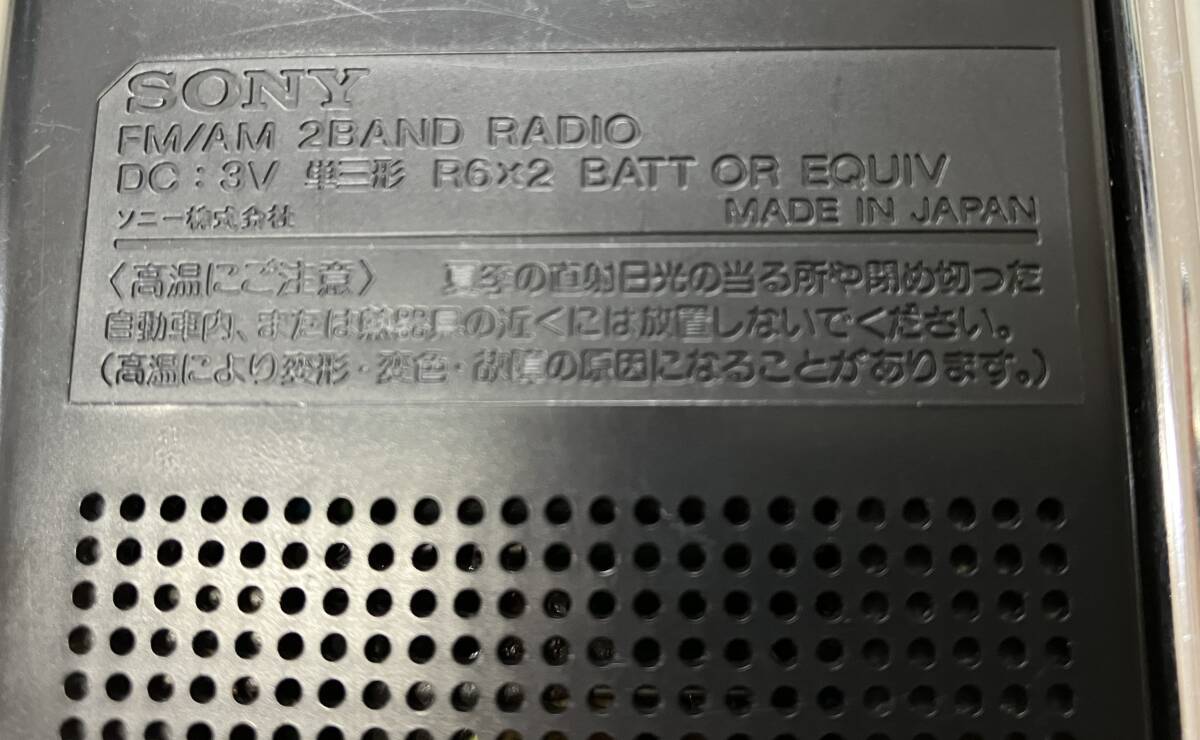 SONY
FM/AM 2BAND RADIO
DC : 3V 単三形 R6×2 BATT OR EQUIV
ソニー株式会社 MADE IN JAPAN
〈高温にご注意〉 夏季の直射日光の当る所や閉め切った
自動車内、または熱器具の近くには放置しないでください。
(高温により変形・変色・故障の原因になることがあります。)